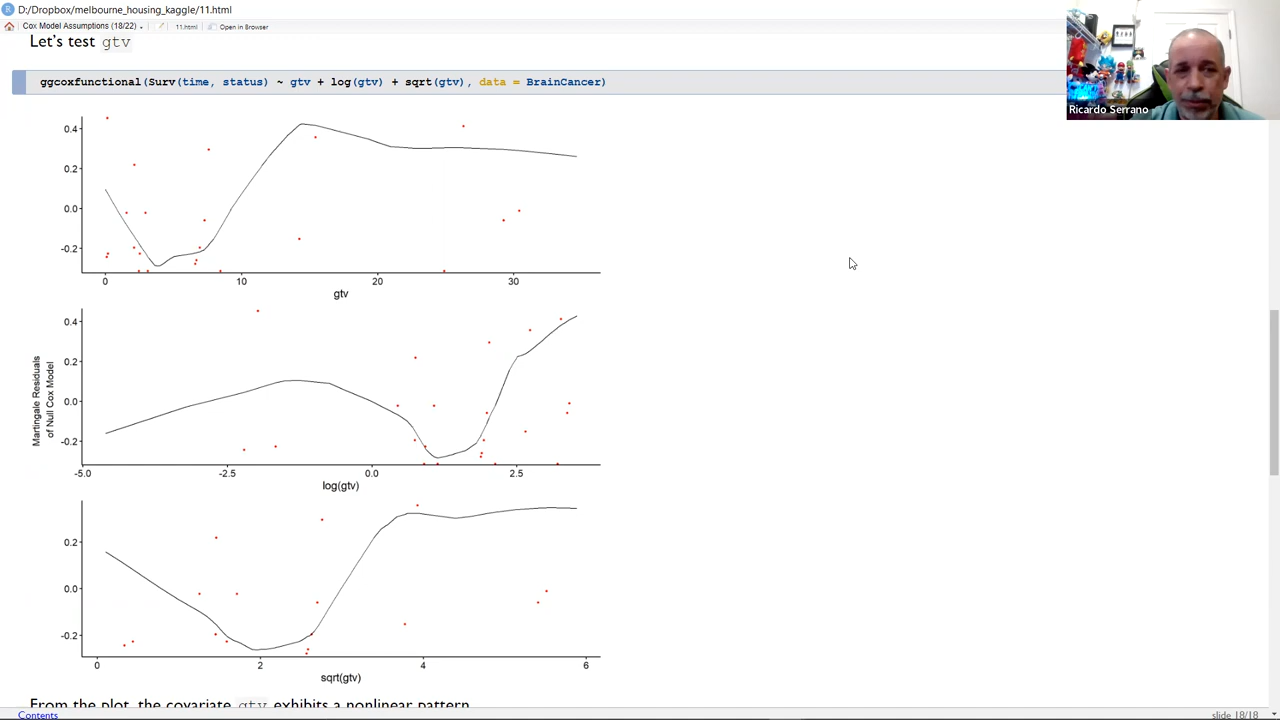 D:/Dropbox/melbourne_housing_kaggle/11.html
Cox Model Assumptions (18/22)
11.html
Open in Browser
Let's test gtv
ggcoxfunctional(Surv(time, status) ~ gtv + log(gtv) + sqrt(gtv), data = BrainCancer)
Ricardo Serrano
0.4
0.2
0.0
-0.2
0 10 20 30
gtv
Martingale Residuals
of Null Cox Model
0.4
0.2
0.0
-0.2
-5.0 -2.5 0.0 2.5
log(gtv)
0.2
0.0
-0.2
0 2 4 6
sqrt(gtv)
From the plot, the covariate gtv exhibits a nonlinear pattern
Contents
slide 18/18